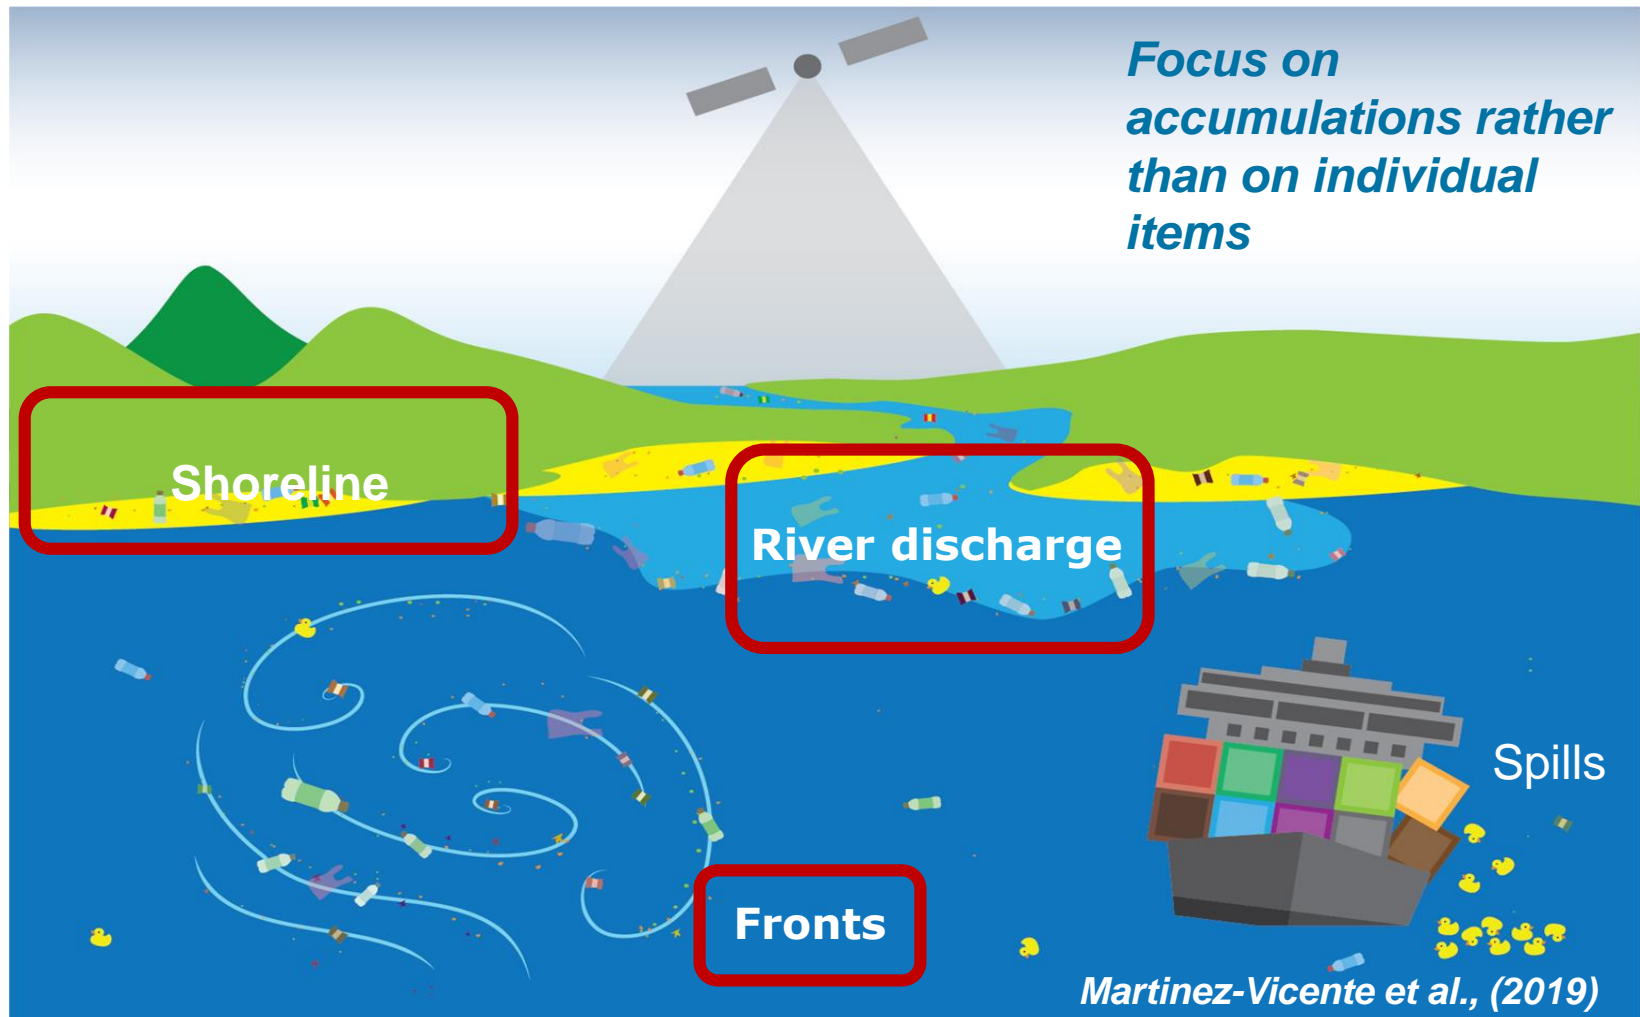 Focus on
accumulations rather
than on individual
items
Shoreline
River discharge
Spills
Fronts
Martinez-Vicente et al., (2019)